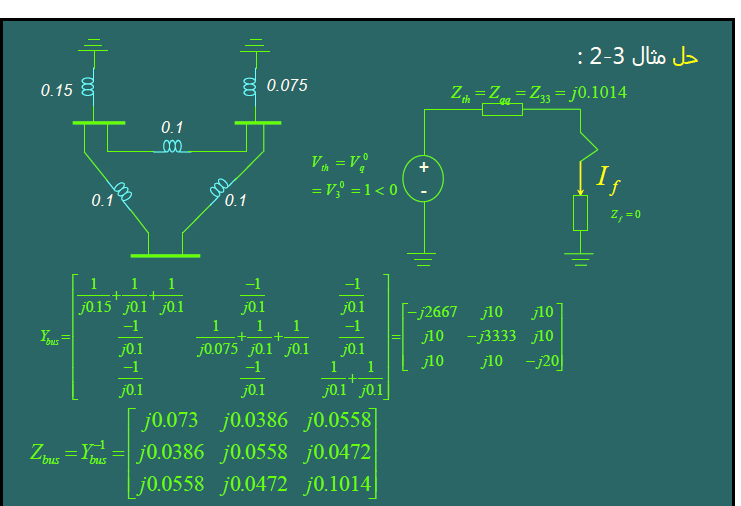 حل مثال 3-2 :
0.15
0.075
0.1
0.1
0.1
Z_th = Z_qq = Z_33 = j0.1014
V_th = V_q^0
= V_3^0 = 1 < 0
+
-
I_f
Z_f = 0
Y_bus = [ 1/j0.15 + 1/j0.1 + 1/j0.1   -1/j0.1   -1/j0.1 ] = [ -j2667   j10   j10 ]
[ -1/j0.1   1/j0.075 + 1/j0.1 + 1/j0.1   -1/j0.1 ] [ j10   -j3333   j10 ]
[ -1/j0.1   -1/j0.1   1/j0.1 + 1/j0.1 ] [ j10   j10   -j20 ]
Z_bus = Y_bus^-1 = [ j0.073   j0.0386   j0.0558 ]
[ j0.0386   j0.0558   j0.0472 ]
[ j0.0558   j0.0472   j0.1014 ]